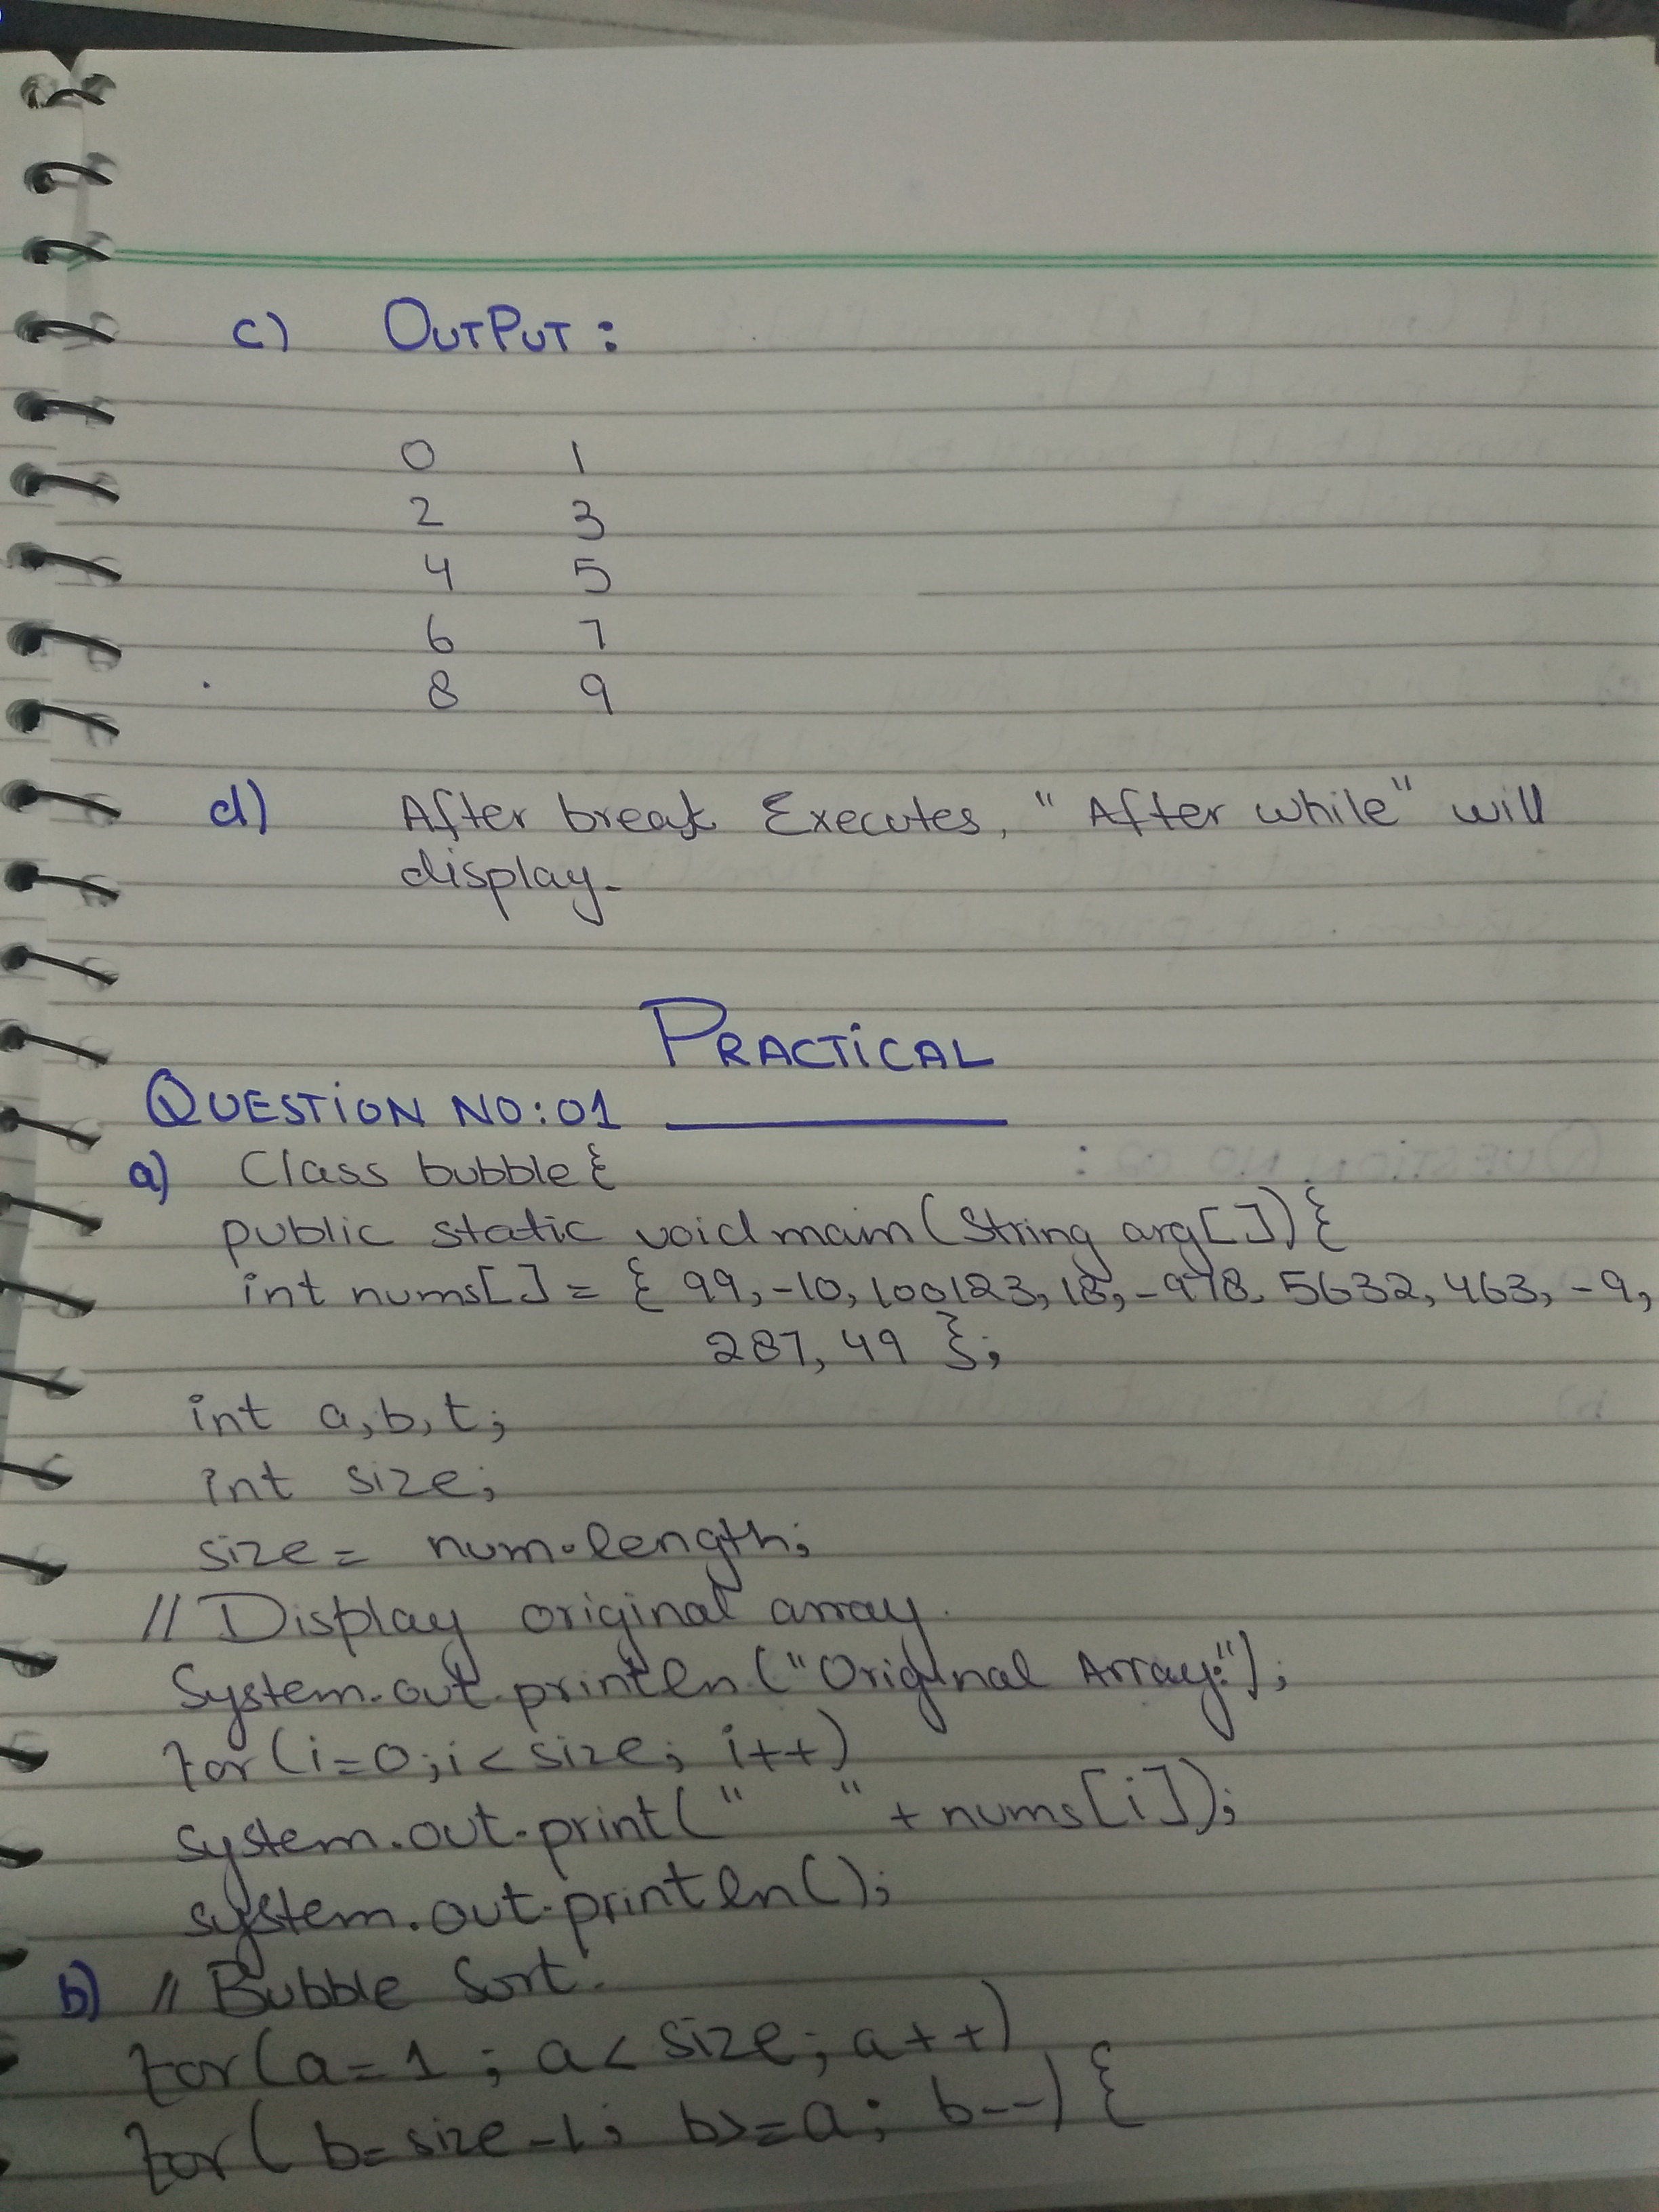 c) OUTPUT:
0 1
2 3
4 5
6 7
8 9
d) After break Executes, "After while" will
display.
PRACTICAL
QUESTION NO:01
a) Class bubble{
public static void main(String arg[]){
int nums[] = { 99, -10, 100123, 18, -978, 5632, 463, -9,
287, 49 };
int a,b,t;
int size;
size = num.length;
// Display original array.
System.out.println("Original Array:");
for(i=0;i<size; i++)
system.out.print(" " + nums[i]);
system.out.println();
b) // Bubble Sort.
for(a=1 ; a< size; a++)
for( b=size-1; b>=a; b--) {